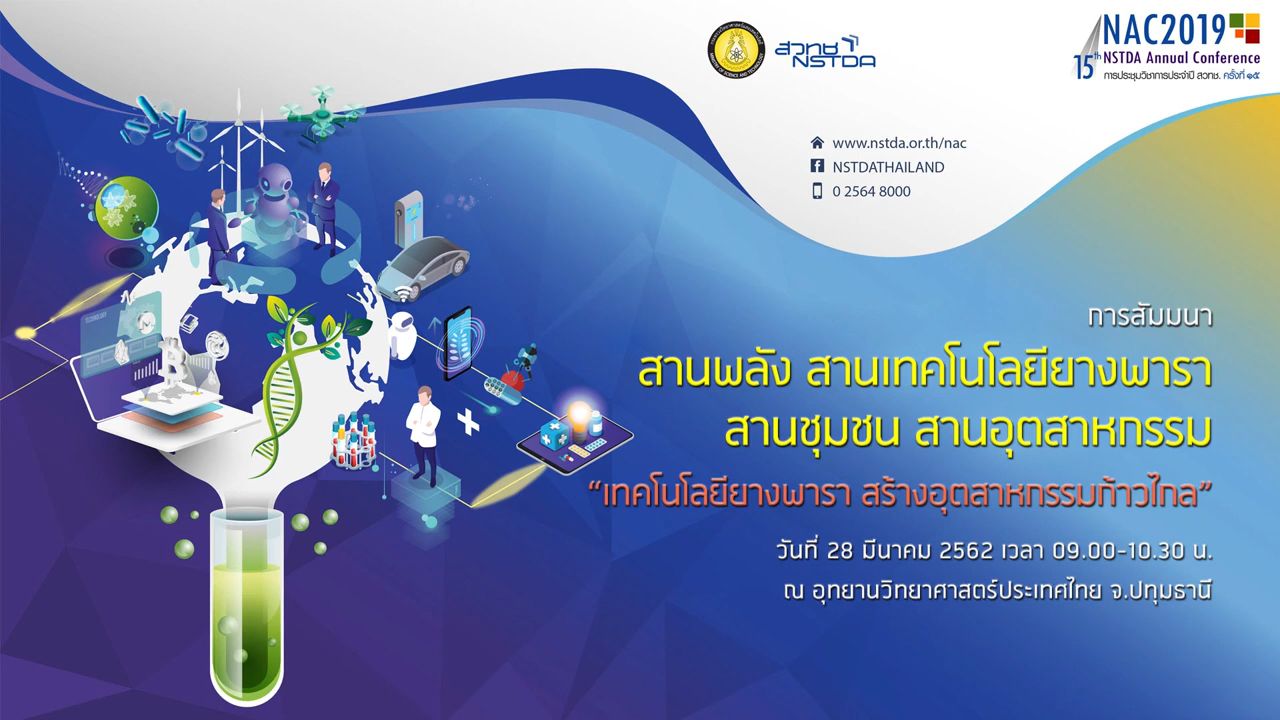 สวทช
NSTDA
NAC2019
15th NSTDA Annual Conference
การประชุมวิชาการประจำปี สวทช. ครั้งที่ ๑๕
www.nstda.or.th/nac
NSTDATHAILAND
0 2564 8000
การสัมมนา
สานพลัง สานเทคโนโลยียางพารา
สานชุมชน สานอุตสาหกรรม
“เทคโนโลยียางพารา สร้างอุตสาหกรรมก้าวไกล”
วันที่ 28 มีนาคม 2562 เวลา 09.00-10.30 น.
ณ อุทยานวิทยาศาสตร์ประเทศไทย จ.ปทุมธานี